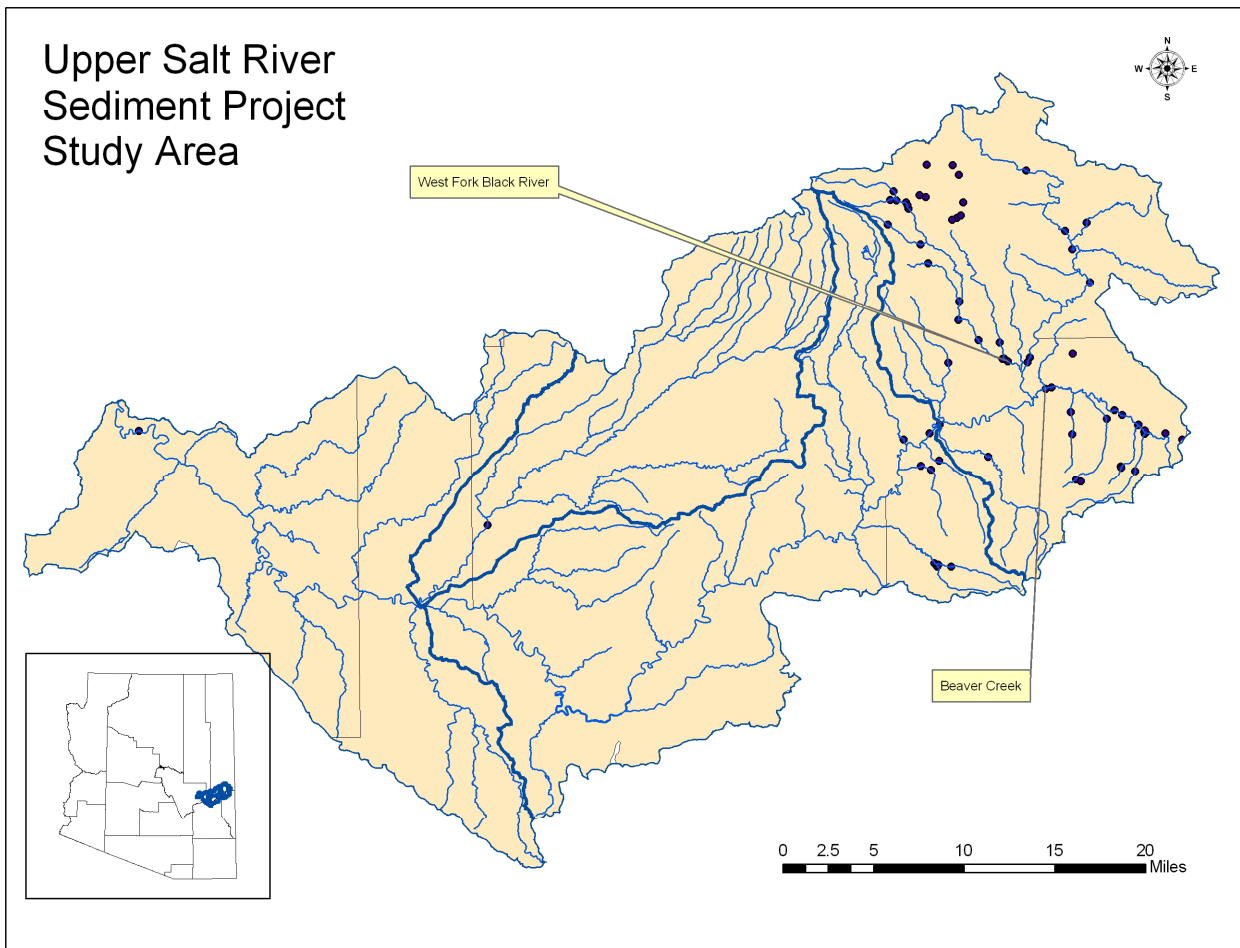 Upper Salt River
Sediment Project
Study Area
N
W E
S
West Fork Black River
Beaver Creek
0 2.5 5 10 15 20
Miles